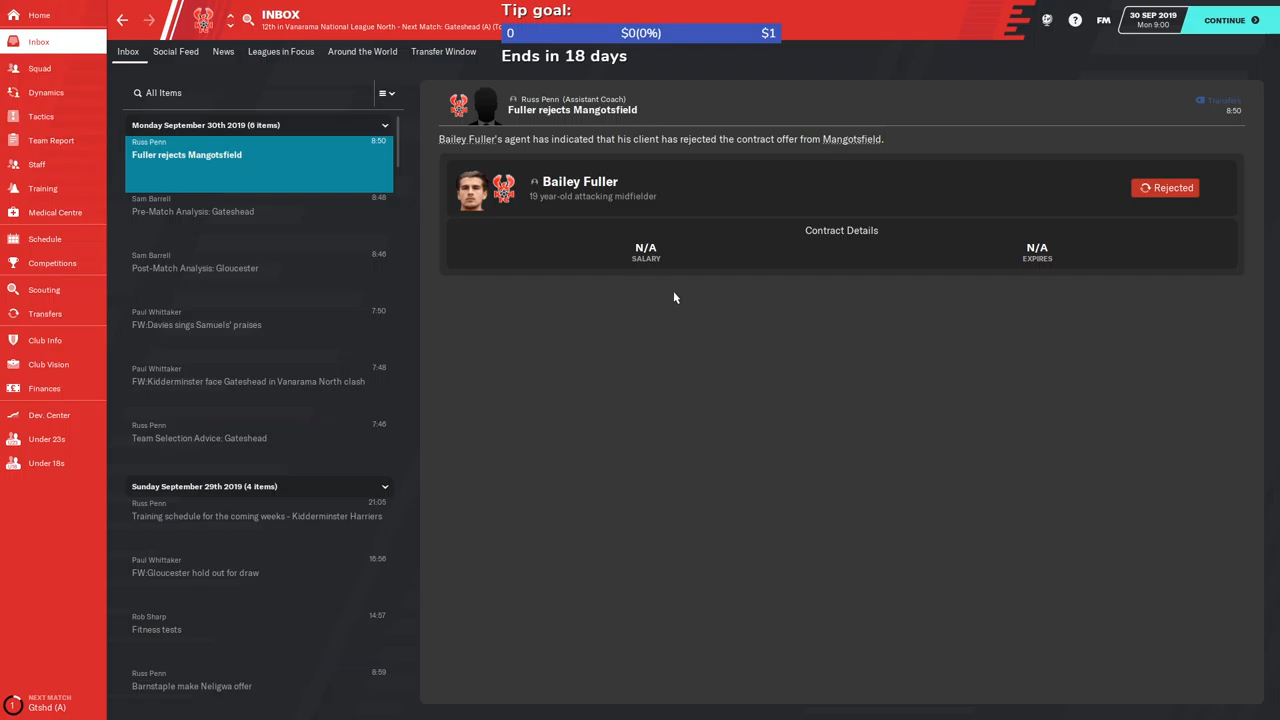 Home
Inbox
Squad
Dynamics
Tactics
Team Report
Staff
Training
Medical Centre
Schedule
Competitions
Scouting
Transfers
Club Info
Club Vision
Finances
Dev. Center
Under 23s
Under 18s
1
NEXT MATCH
Gtshd (A)
INBOX
12th in Vanarama National League North - Next Match: Gateshead (A) (To
Tip goal:
0 $0(0%) $1
Ends in 18 days
?
FM
30 SEP 2019
Mon 9:00
CONTINUE
Inbox
Social Feed
News
Leagues in Focus
Around the World
Transfer Window
All Items
Monday September 30th 2019 (6 items)
Russ Penn 8:50
Fuller rejects Mangotsfield
Sam Barrell 8:48
Pre-Match Analysis: Gateshead
Sam Barrell 8:46
Post-Match Analysis: Gloucester
Paul Whittaker 7:50
FW:Davies sings Samuels' praises
Paul Whittaker 7:48
FW:Kidderminster face Gateshead in Vanarama North clash
Russ Penn 7:46
Team Selection Advice: Gateshead
Sunday September 29th 2019 (4 items)
Russ Penn 21:05
Training schedule for the coming weeks - Kidderminster Harriers
Paul Whittaker 16:56
FW:Gloucester hold out for draw
Rob Sharp 14:57
Fitness tests
Russ Penn 8:59
Barnstaple make Neligwa offer
Russ Penn (Assistant Coach)
Fuller rejects Mangotsfield
Transfers
8:50
Bailey Fuller's agent has indicated that his client has rejected the contract offer from Mangotsfield.
Bailey Fuller
19 year-old attacking midfielder
Rejected
Contract Details
N/A
SALARY
N/A
EXPIRES